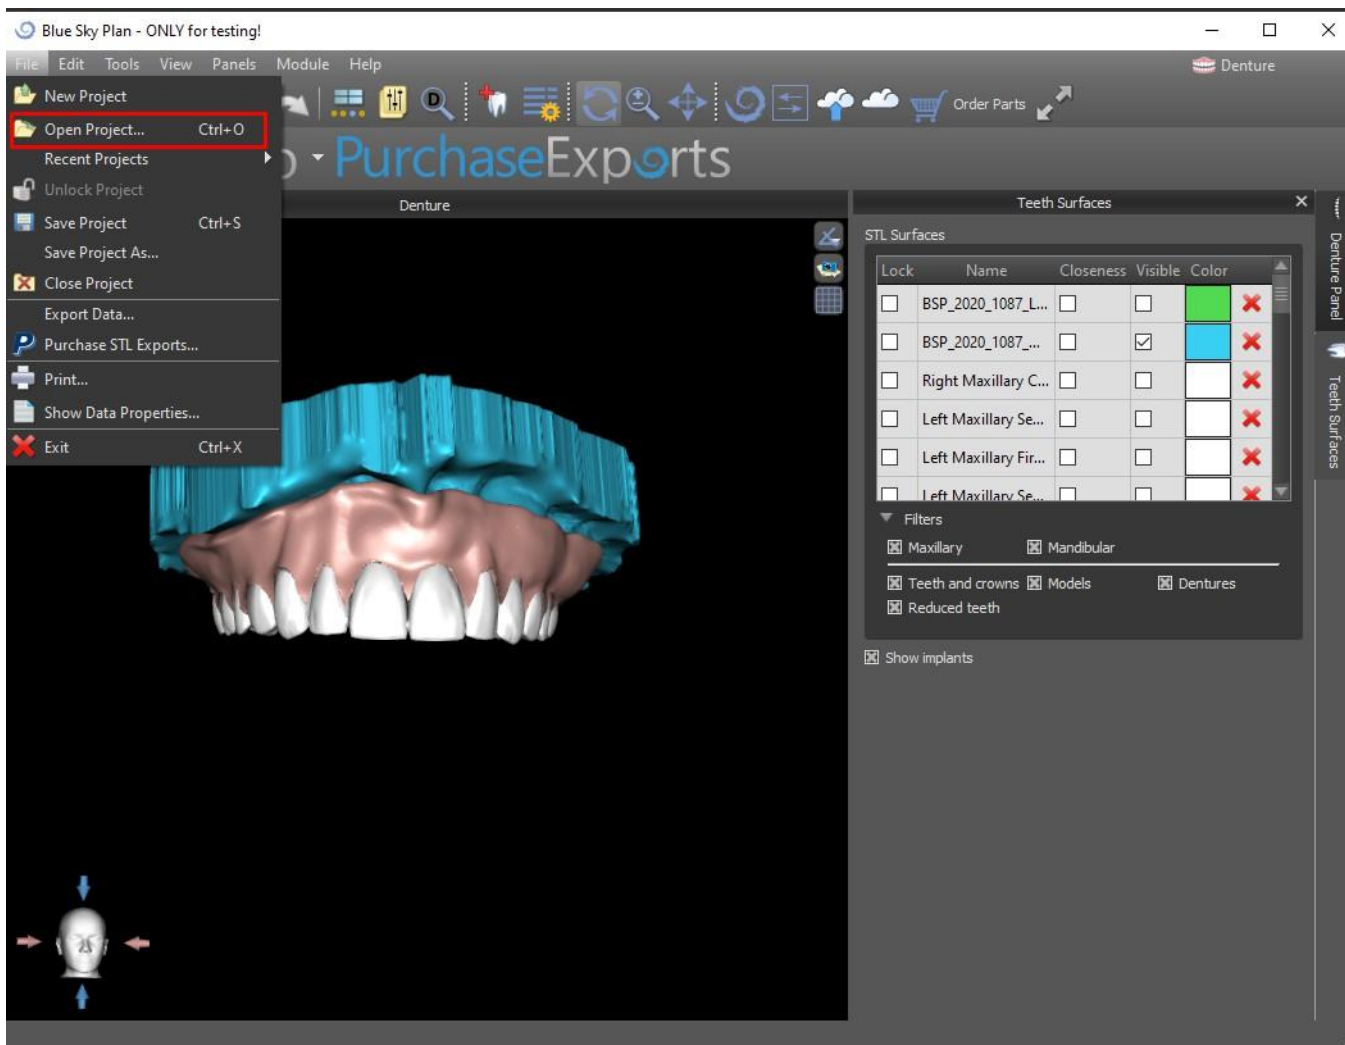 Blue Sky Plan - ONLY for testing!
File Edit Tools View Panels Module Help
Denture
New Project
Order Parts
Open Project... Ctrl+O
Recent Projects
PurchaseExports
Unlock Project
Denture
Teeth Surfaces
Save Project Ctrl+S
Save Project As...
Close Project
Export Data...
Purchase STL Exports...
Print...
Show Data Properties...
Exit Ctrl+X
STL Surfaces
Lock Name Closeness Visible Color
BSP_2020_1087_L...
BSP_2020_1087_...
Right Maxillary C...
Left Maxillary Se...
Left Maxillary Fir...
Left Maxillary Se...
Filters
Maxillary Mandibular
Teeth and crowns Models Dentures
Reduced teeth
Show implants
Denture Panel
Teeth Surfaces